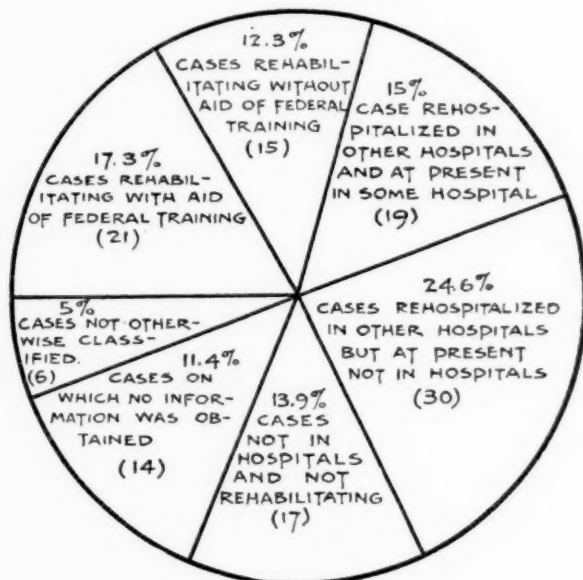 12.3%
CASES REHABIL-
ITATING WITHOUT
AID OF FEDERAL
TRAINING
(15)
15%
CASE REHOS-
PITALIZED IN
OTHER HOSPITALS
AND AT PRESENT
IN SOME HOSPITAL
(19)
24.6%
CASES REHOSPITALIZED
IN OTHER HOSPITALS
BUT AT PRESENT
NOT IN HOSPITALS
(30)
13.9%
CASES
NOT IN
HOSPITALS
AND NOT
REHABILITATING
(17)
11.4%
CASES ON
WHICH NO INFOR-
MATION WAS OB-
TAINED
(14)
5%
CASES NOT OTHER-
WISE CLASS-
IFIED.
(6)
17.3%
CASES REHABIL-
ITATING WITH AID
OF FEDERAL TRAINING
(21)